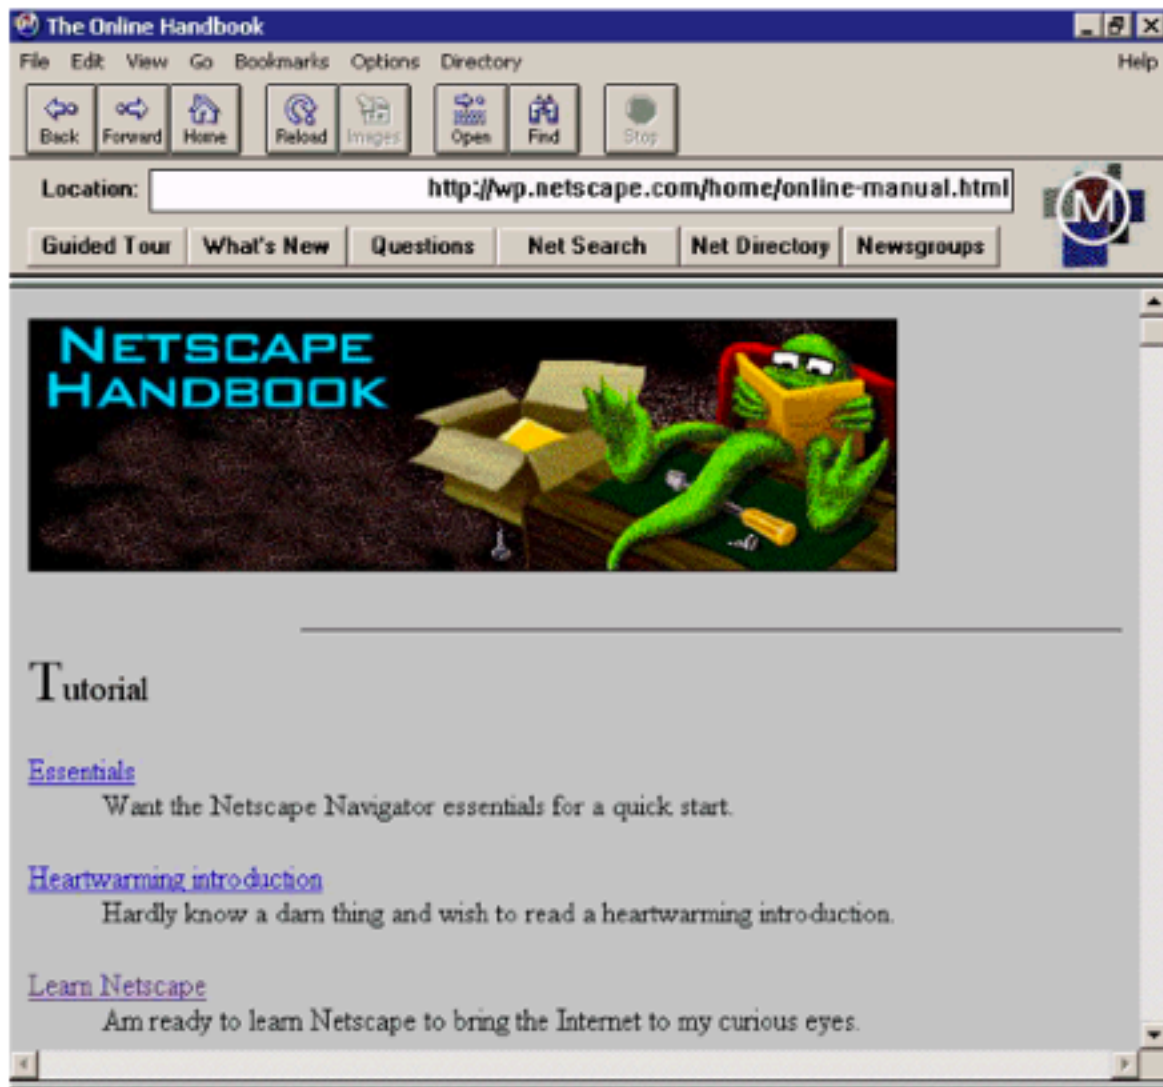 The Online Handbook
File Edit View Go Bookmarks Options Directory Help
Back Forward Home Reload Images Open Find Stop
Location: http://wp.netscape.com/home/online-manual.html
M
Guided Tour What's New Questions Net Search Net Directory Newsgroups
NETSCAPE
HANDBOOK
Tutorial
Essentials
Want the Netscape Navigator essentials for a quick start.
Heartwarming introduction
Hardly know a darn thing and wish to read a heartwarming introduction.
Learn Netscape
Am ready to learn Netscape to bring the Internet to my curious eyes.